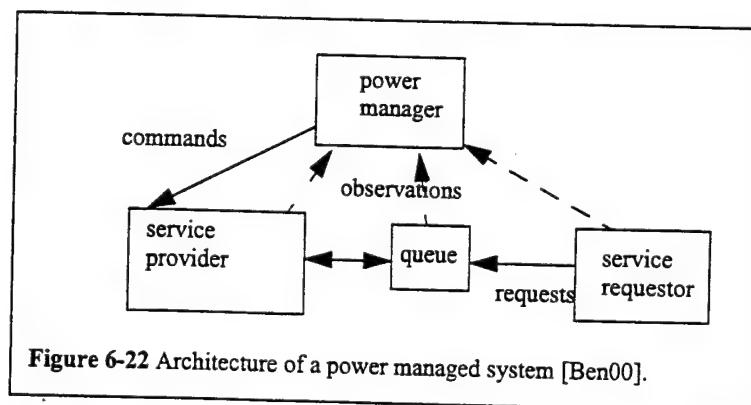 power
manager
commands
observations
service
provider
queue
service
requestor
requests
Figure 6-22 Architecture of a power managed system [Ben00].